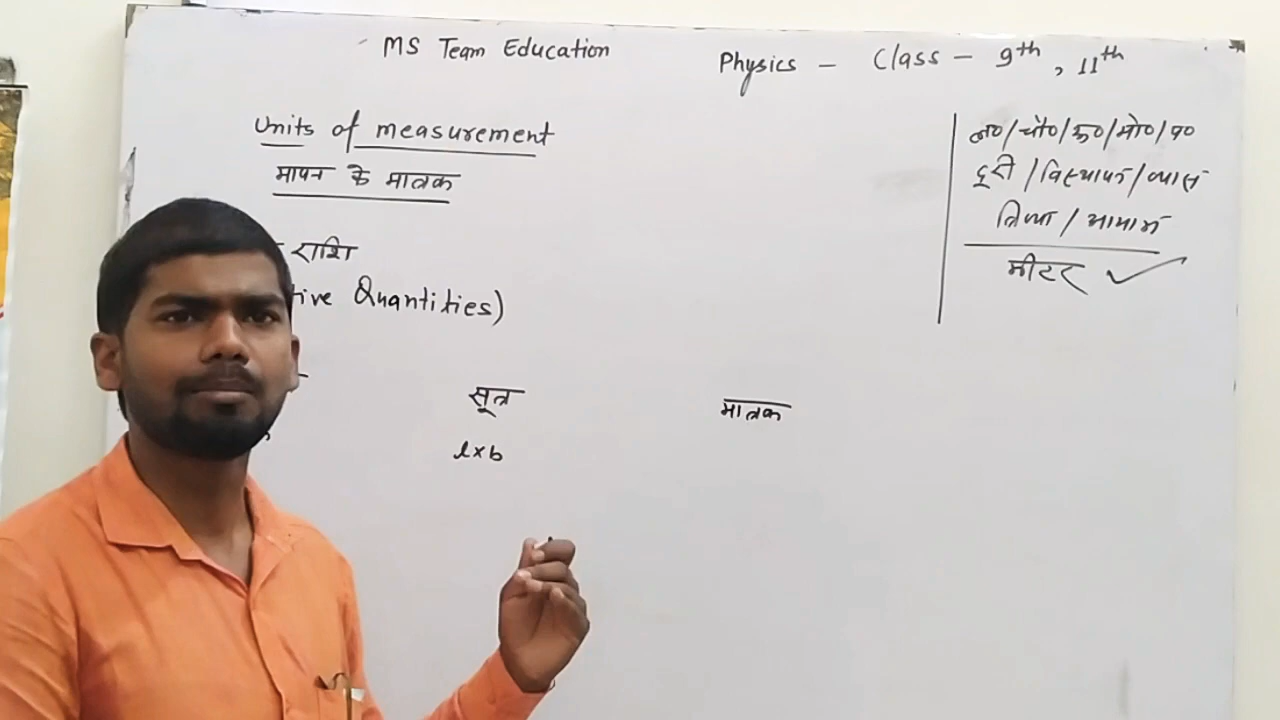 MS Team Education
Physics - Class - 9th, 11th
Units of measurement
मापन के मात्रक
राशि
tive Quantities)
सूत्र
मात्रक
l×b
ल०/चौ०/ऊ०/मो०/प०
दूरी/विस्थापन/व्यास
त्रिज्या/आयाम
मीटर